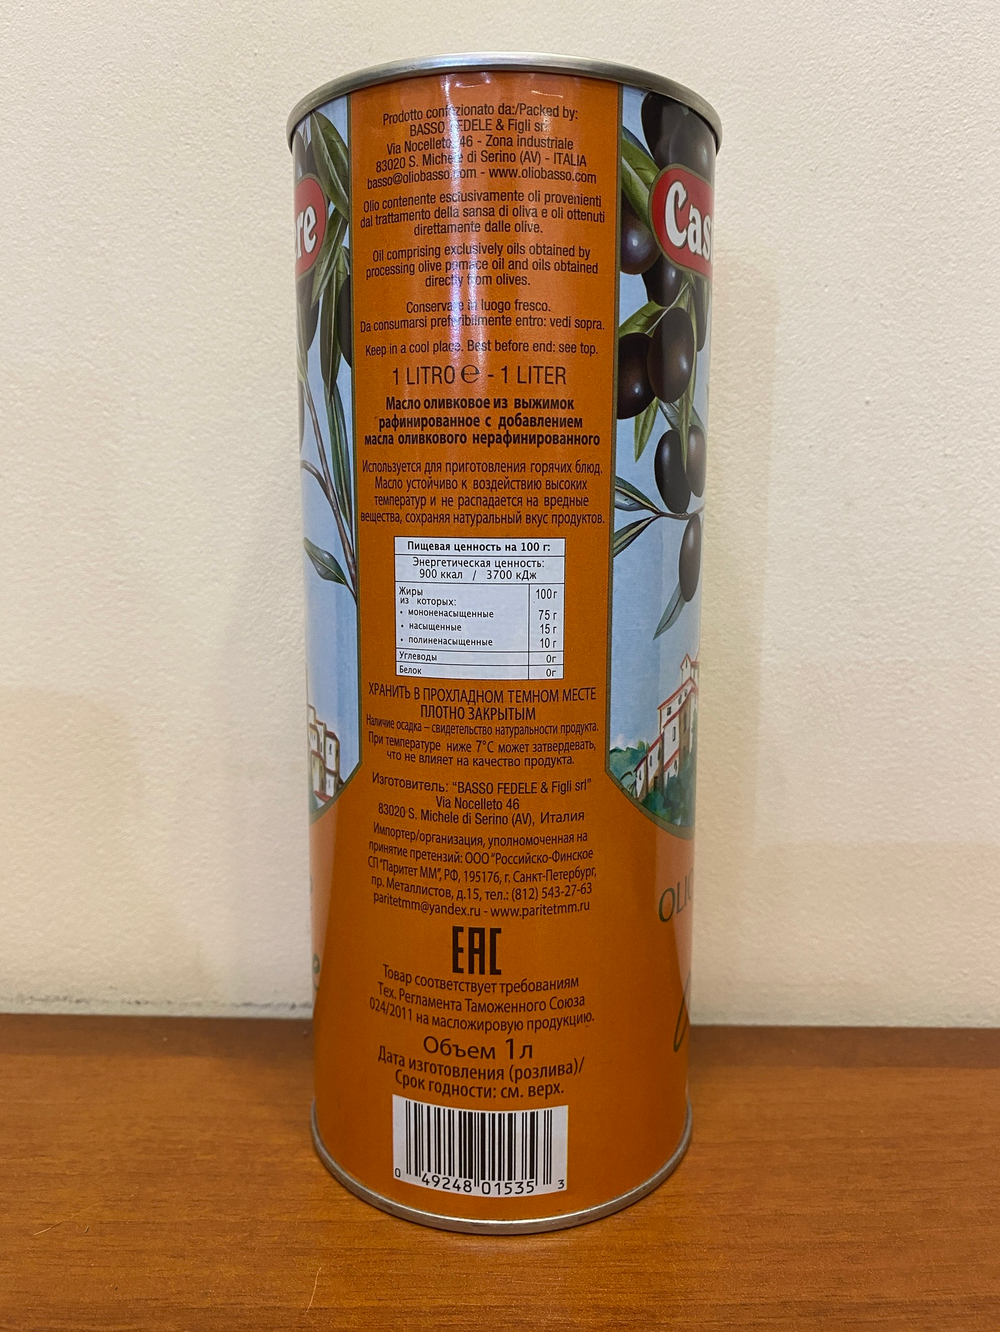 Prodotto confezionato da:/Packed by:
BASSO FEDELE & Figli srl
Via Nocelleto 46 - Zona industriale
83020 S. Michele di Serino (AV) - ITALIA
basso@oliobasso.com - www.oliobasso.com
Olio contenente esclusivamente oli provenienti
dal trattamento della sansa di oliva e oli ottenuti
direttamente dalle olive.
Oil comprising exclusively oils obtained by
processing olive pomace oil and oils obtained
directly from olives.
Conservare in luogo fresco.
Da consumarsi preferibilmente entro: vedi sopra.
Keep in a cool place. Best before end: see top.
1 LITRO ℮ - 1 LITER
Масло оливковое из выжимок
рафинированное с добавлением
масла оливкового нерафинированного
Используется для приготовления горячих блюд.
Масло устойчиво к воздействию высоких
температур и не распадается на вредные
вещества, сохраняя натуральный вкус продуктов.
Пищевая ценность на 100 г:
Энергетическая ценность:
900 ккал / 3700 кДж
Жиры 100г
из которых:
• мононенасыщенные 75 г
• насыщенные 15 г
• полиненасыщенные 10 г
Углеводы 0г
Белок 0г
ХРАНИТЬ В ПРОХЛАДНОМ ТЕМНОМ МЕСТЕ
ПЛОТНО ЗАКРЫТЫМ
Наличие осадка – свидетельство натуральности продукта.
При температуре ниже 7°С может затвердевать,
что не влияет на качество продукта.
Изготовитель: "BASSO FEDELE & Figli srl"
Via Nocelleto 46
83020 S. Michele di Serino (AV), Италия
Импортер/организация, уполномоченная на
принятие претензий: ООО "Российско-Финское
СП "Паритет ММ", РФ, 195176, г. Санкт-Петербург,
пр. Металлистов, д.15, тел.: (812) 543-27-63
paritetmm@yandex.ru - www.paritetmm.ru
EAC
Товар соответствует требованиям
Тех. Регламента Таможенного Союза
024/2011 на масложировую продукцию.
Объем 1л
Дата изготовления (розлива)/
Срок годности: см. верх.
0 49248 01535 3
re
Cas
OLIO